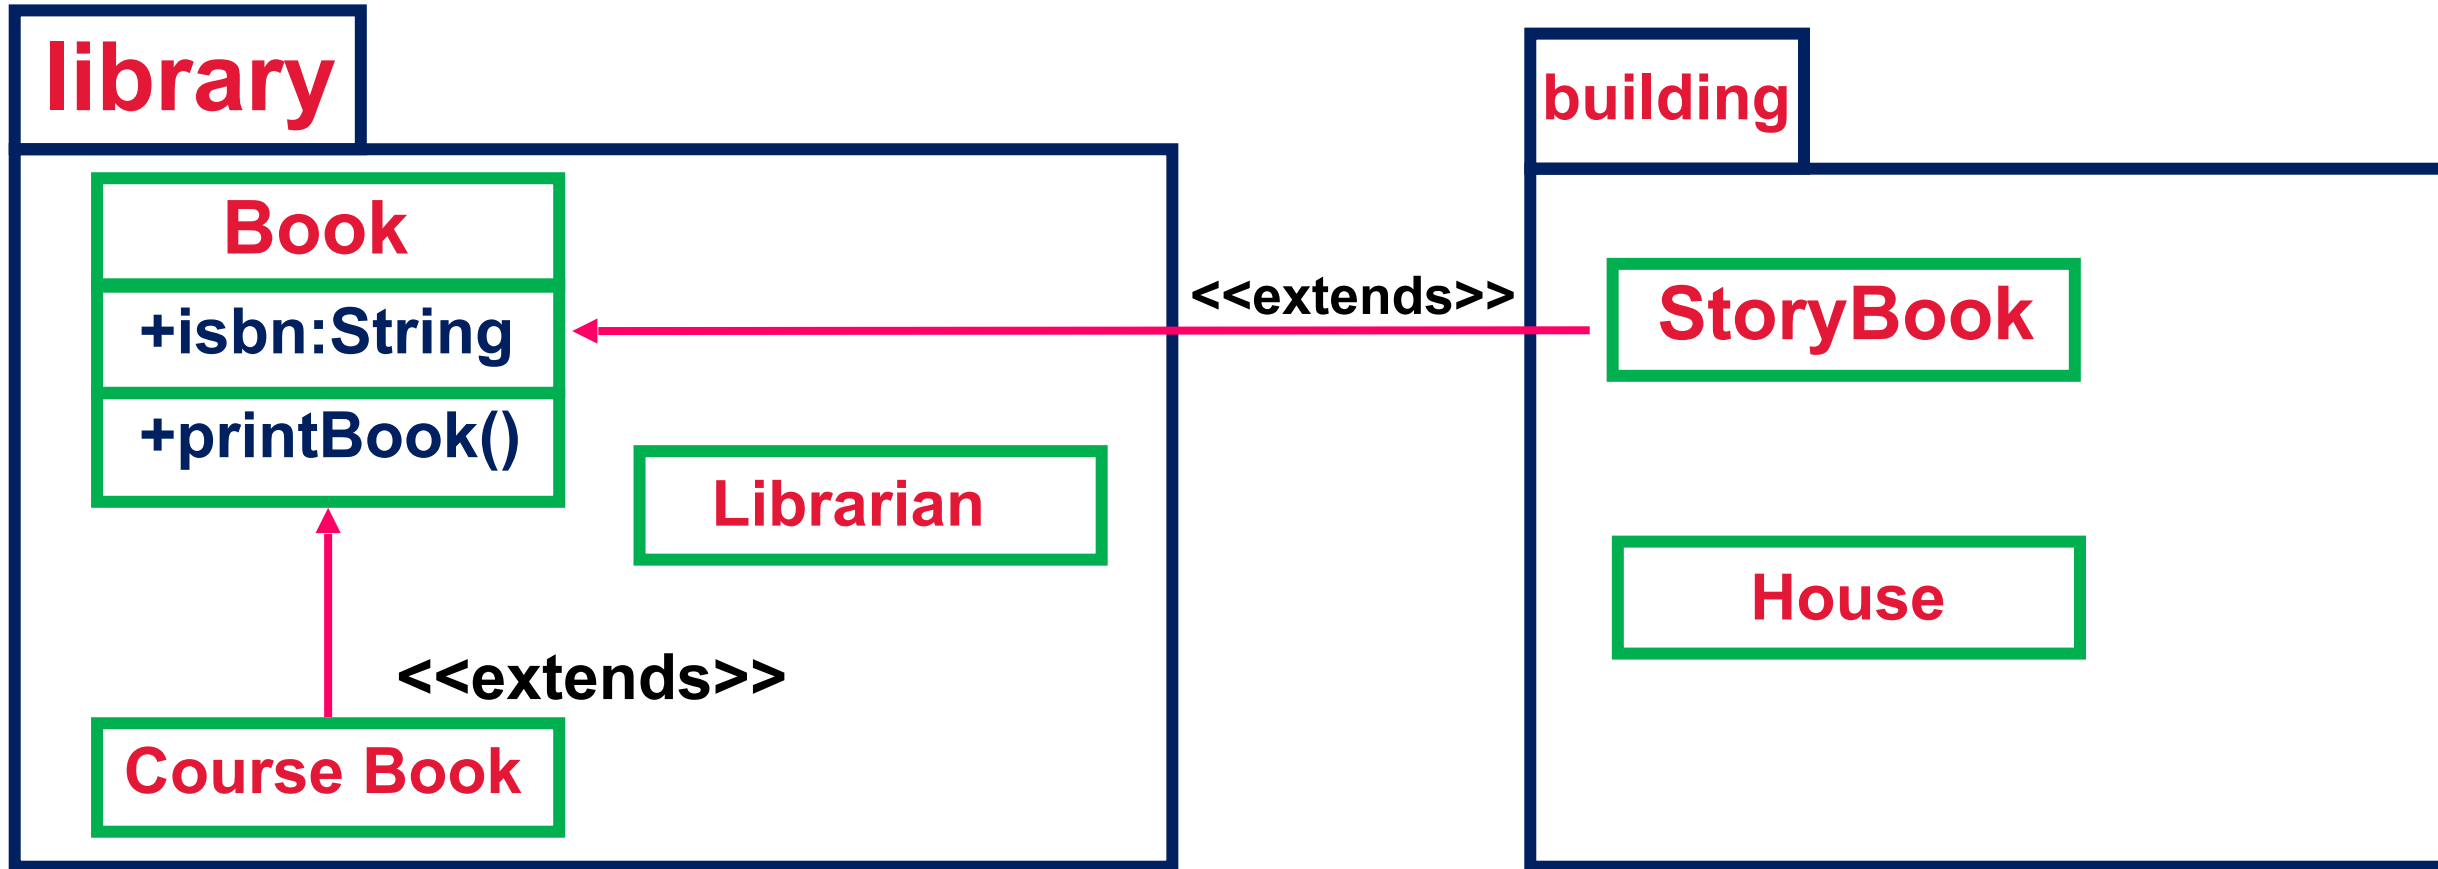 library
Book
+isbn:String
+printBook()
Librarian
<<extends>>
Course Book
<<extends>>
building
StoryBook
House